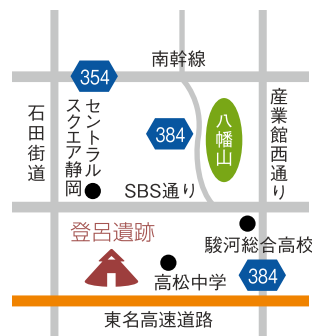 南幹線
354
石田街道
セントラル
スクエア静岡
384
八幡山
産業館西通り
SBS通り
登呂遺跡
駿河総合高校
高松中学
384
東名高速道路